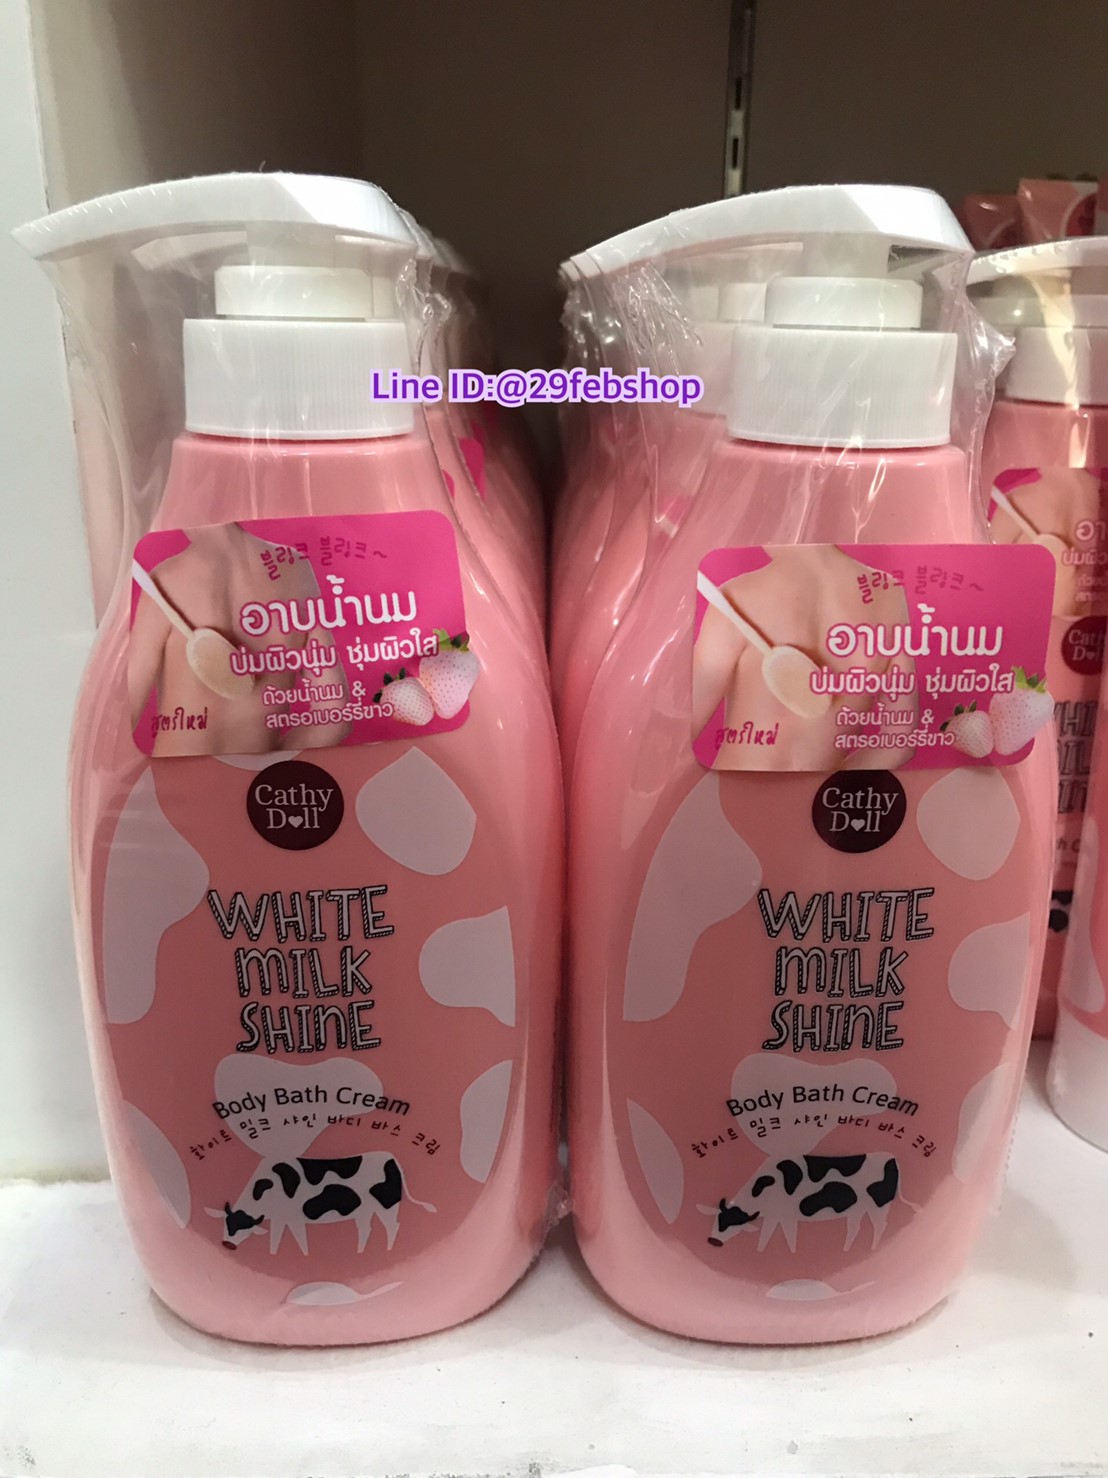 Line ID:@29febshop
블링크 블링크~
อาบน้ำนม
บ่มผิวนุ่ม ชุ่มผิวใส
ด้วยน้ำนม &
สตรอเบอร์รี่ขาว
สูตรใหม่
Cathy
Doll
WHITE
MILK
SHINE
Body Bath Cream
화이트 밀크 샤인 바디 바스 크림
블링크 블링크~
อาบน้ำนม
บ่มผิวนุ่ม ชุ่มผิวใส
ด้วยน้ำนม &
สตรอเบอร์รี่ขาว
สูตรใหม่
Cathy
Doll
WHITE
MILK
SHINE
Body Bath Cream
화이트 밀크 샤인 바디 바스 크림